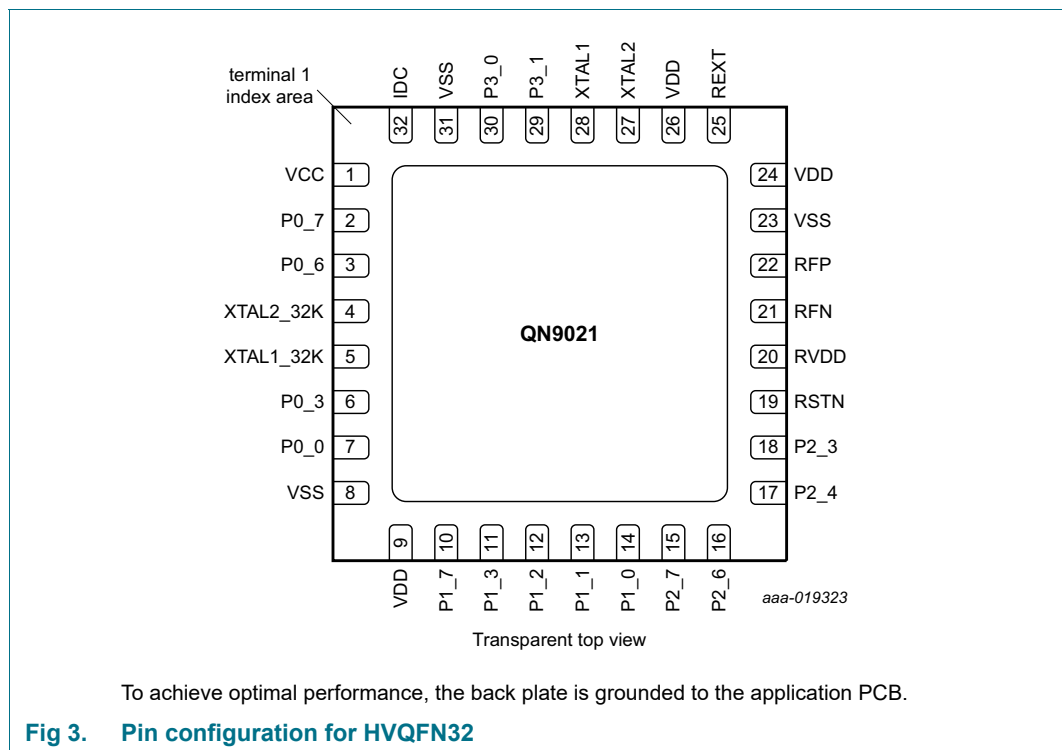 terminal 1
index area
IDC
VSS
P3_0
P3_1
XTAL1
XTAL2
VDD
REXT
32
31
30
29
28
27
26
25
VCC 1
P0_7 2
P0_6 3
XTAL2_32K 4
XTAL1_32K 5
P0_3 6
P0_0 7
VSS 8
QN9021
24 VDD
23 VSS
22 RFP
21 RFN
20 RVDD
19 RSTN
18 P2_3
17 P2_4
9
10
11
12
13
14
15
16
VDD
P1_7
P1_3
P1_2
P1_1
P1_0
P2_7
P2_6
aaa-019323
Transparent top view
To achieve optimal performance, the back plate is grounded to the application PCB.
Fig 3. Pin configuration for HVQFN32